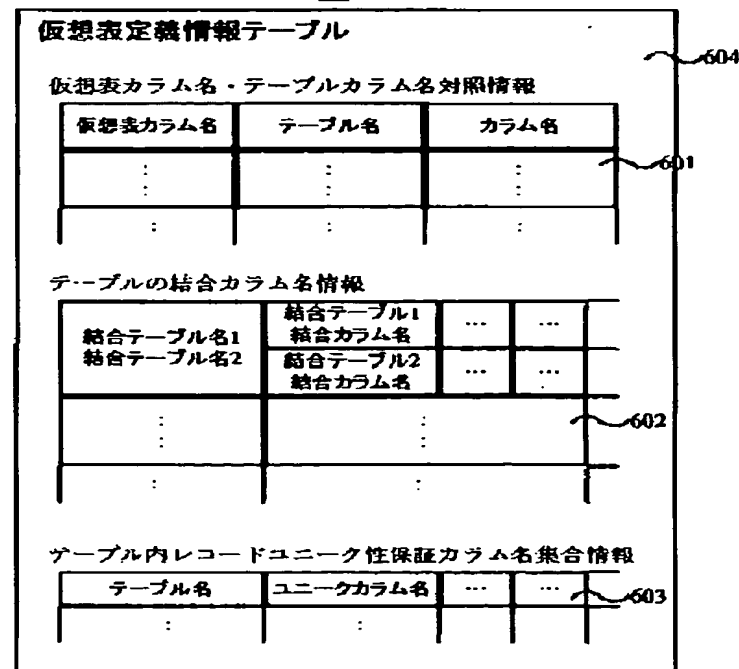 仮想表定義情報テーブル
604
仮想表カラム名・テーブルカラム名対照情報
仮想表カラム名 テーブル名 カラム名
601
テーブルの結合カラム名情報
結合テーブル名1
結合テーブル名2
結合テーブル1
結合カラム名
… …
結合テーブル2
結合カラム名
… …
602
テーブル内レコードユニーク性保証カラム名集合情報
テーブル名 ユニークカラム名 … …
603